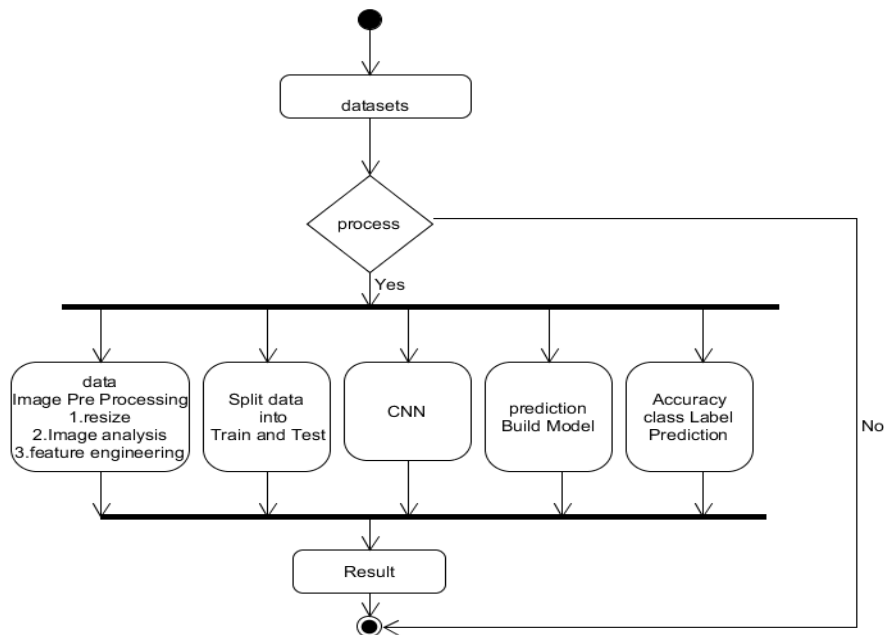 datasets
process
Yes
data
Image Pre Processing
1.resize
2.Image analysis
3.feature engineering
Split data
into
Train and Test
CNN
prediction
Build Model
Accuracy
class Label
Prediction
No
Result